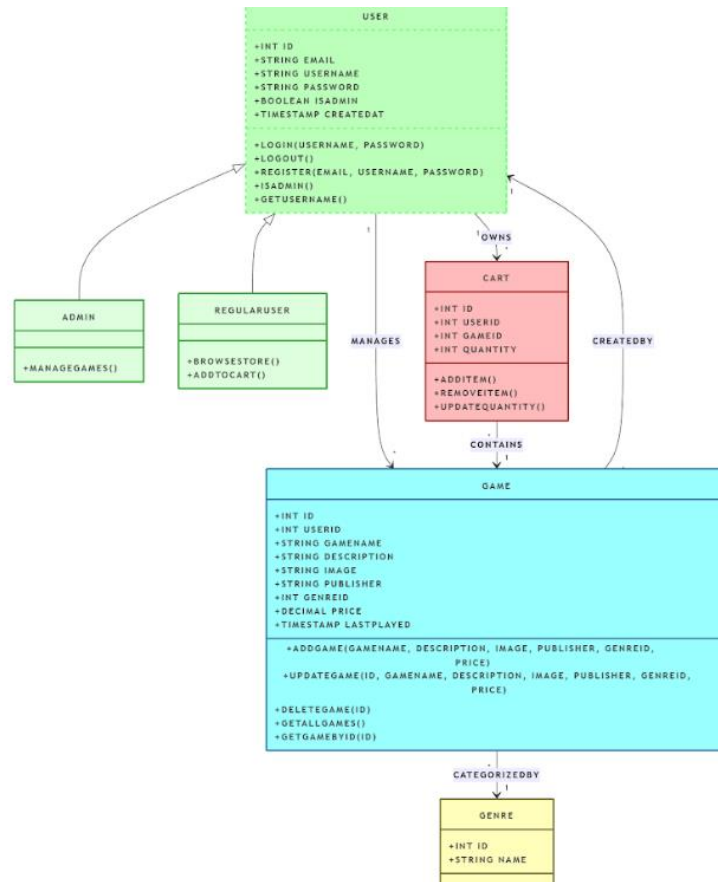 USER
+INT ID
+STRING EMAIL
+STRING USERNAME
+STRING PASSWORD
+BOOLEAN ISADMIN
+TIMESTAMP CREATEDAT
+LOGIN(USERNAME, PASSWORD)
+LOGOUT()
+REGISTER(EMAIL, USERNAME, PASSWORD)
+ISADMIN()
+GETUSERNAME()
1
1
1
OWNS
*
ADMIN
+MANAGEGAMES()
REGULARUSER
+BROWSESTORE()
+ADDTOCART()
MANAGES
CART
+INT ID
+INT USERID
+INT GAMEID
+INT QUANTITY
+ADDITEM()
+REMOVEITEM()
+UPDATEQUANTITY()
CREATEDBY
*
CONTAINS
*
1
GAME
+INT ID
+INT USERID
+STRING GAMENAME
+STRING DESCRIPTION
+STRING IMAGE
+STRING PUBLISHER
+INT GENREID
+DECIMAL PRICE
+TIMESTAMP LASTPLAYED
+ADDGAME(GAMENAME, DESCRIPTION, IMAGE, PUBLISHER, GENREID,
PRICE)
+UPDATEGAME(ID, GAMENAME, DESCRIPTION, IMAGE, PUBLISHER, GENREID,
PRICE)
+DELETEGAME(ID)
+GETALLGAMES()
+GETGAMEBYID(ID)
*
CATEGORIZEDBY
1
GENRE
+INT ID
+STRING NAME